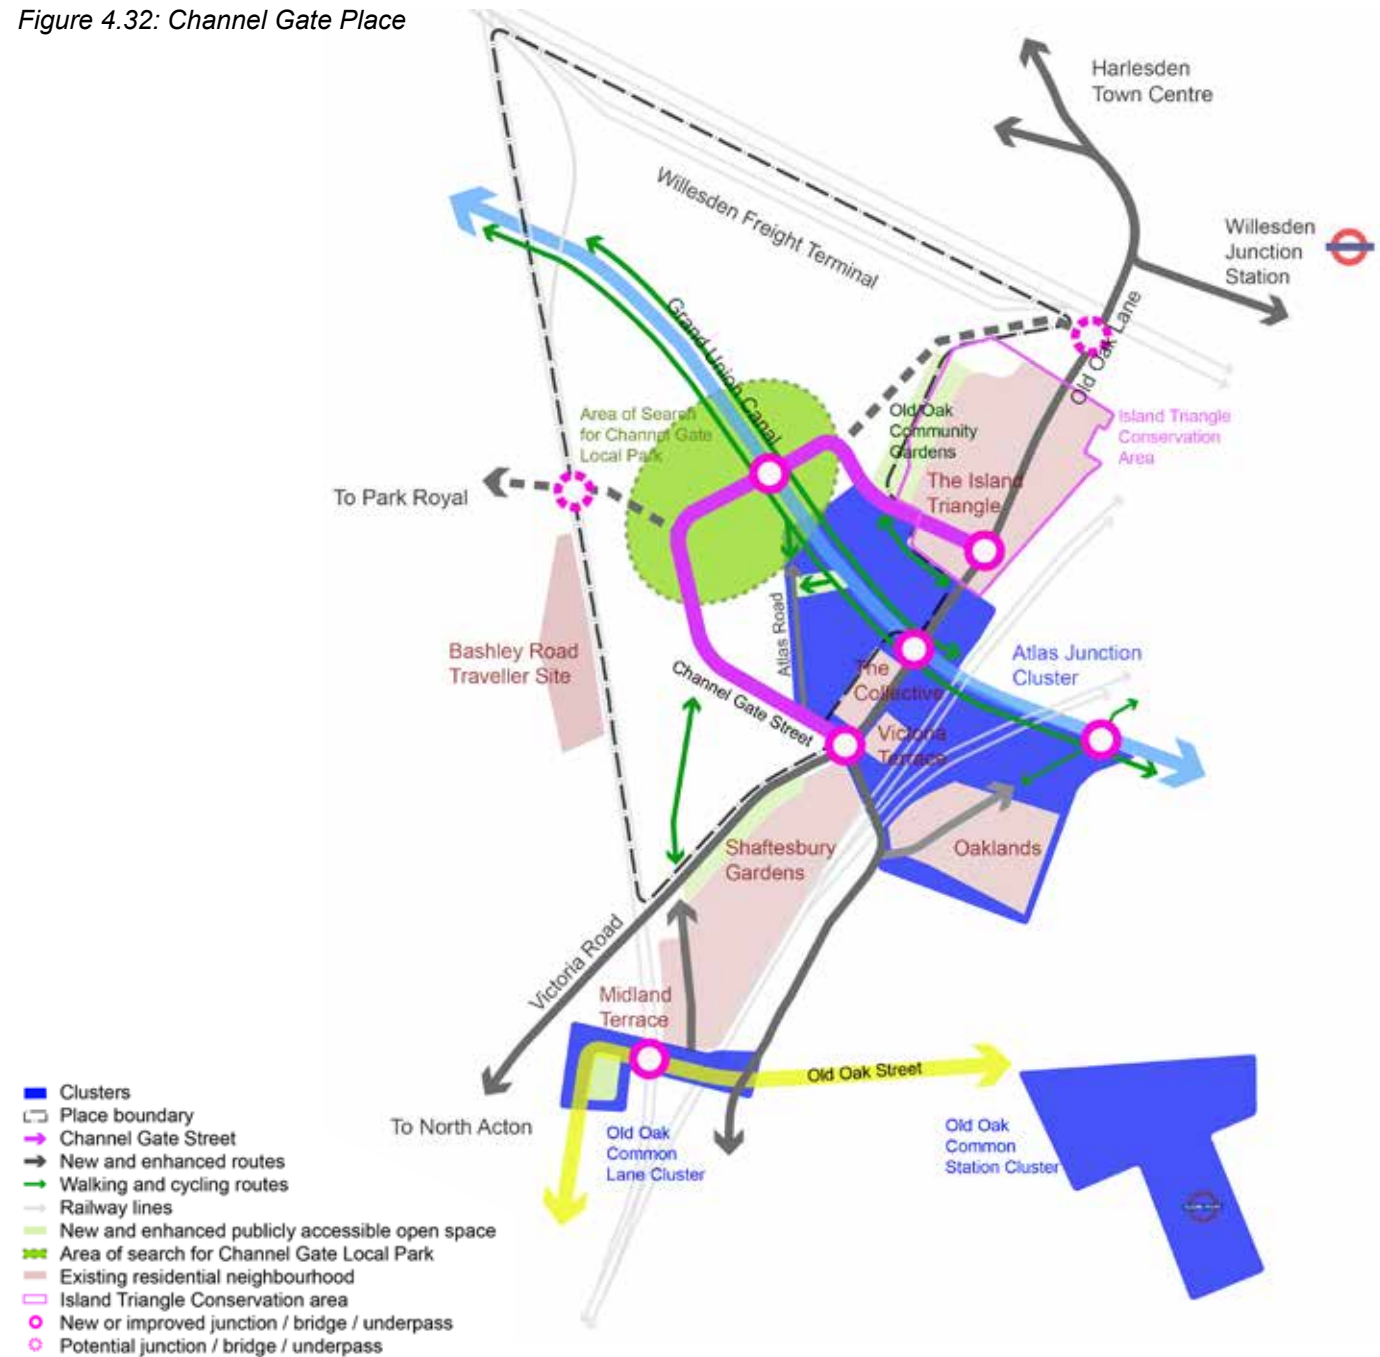 Figure 4.32: Channel Gate Place
Harlesden
Town Centre
Willesden Freight Terminal
Willesden
Junction
Station
Old Oak Lane
Grand Union Canal
Area of Search
for Channel Gate
Local Park
Old Oak
Community
Gardens
Island Triangle
Conservation
Area
The Island
Triangle
To Park Royal
Atlas Road
Bashley Road
Traveller Site
Channel Gate Street
The
Collective
Atlas Junction
Cluster
Victoria
Terrace
Shaftesbury
Gardens
Oaklands
Victoria Road
Midland
Terrace
Old Oak Street
To North Acton
Old Oak
Common
Lane Cluster
Old Oak
Common
Station Cluster
Clusters
Place boundary
Channel Gate Street
New and enhanced routes
Walking and cycling routes
Railway lines
New and enhanced publicly accessible open space
Area of search for Channel Gate Local Park
Existing residential neighbourhood
Island Triangle Conservation area
New or improved junction / bridge / underpass
Potential junction / bridge / underpass